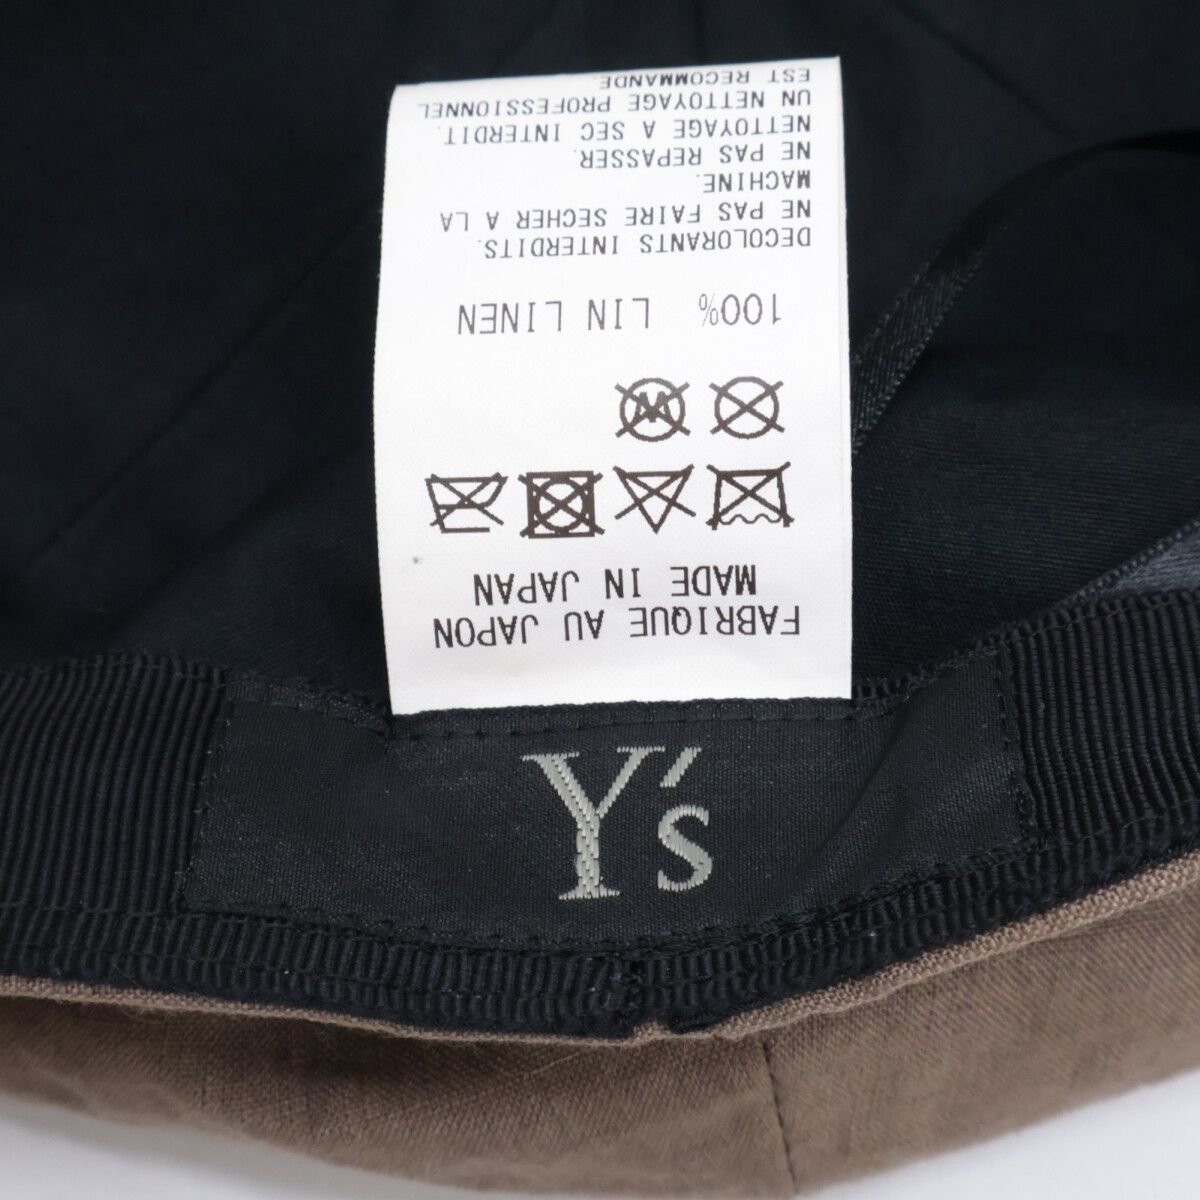 FABRIQUE AU JAPON
MADE IN JAPAN
100% LIN LINEN
DECOLORANTS INTERDITS.
NE PAS FAIRE SECHER A LA
MACHINE.
NE PAS REPASSER.
NETTOYAGE A SEC INTERDIT.
UN NETTOYAGE PROFESSIONNEL
EST RECOMMANDE.
Y's